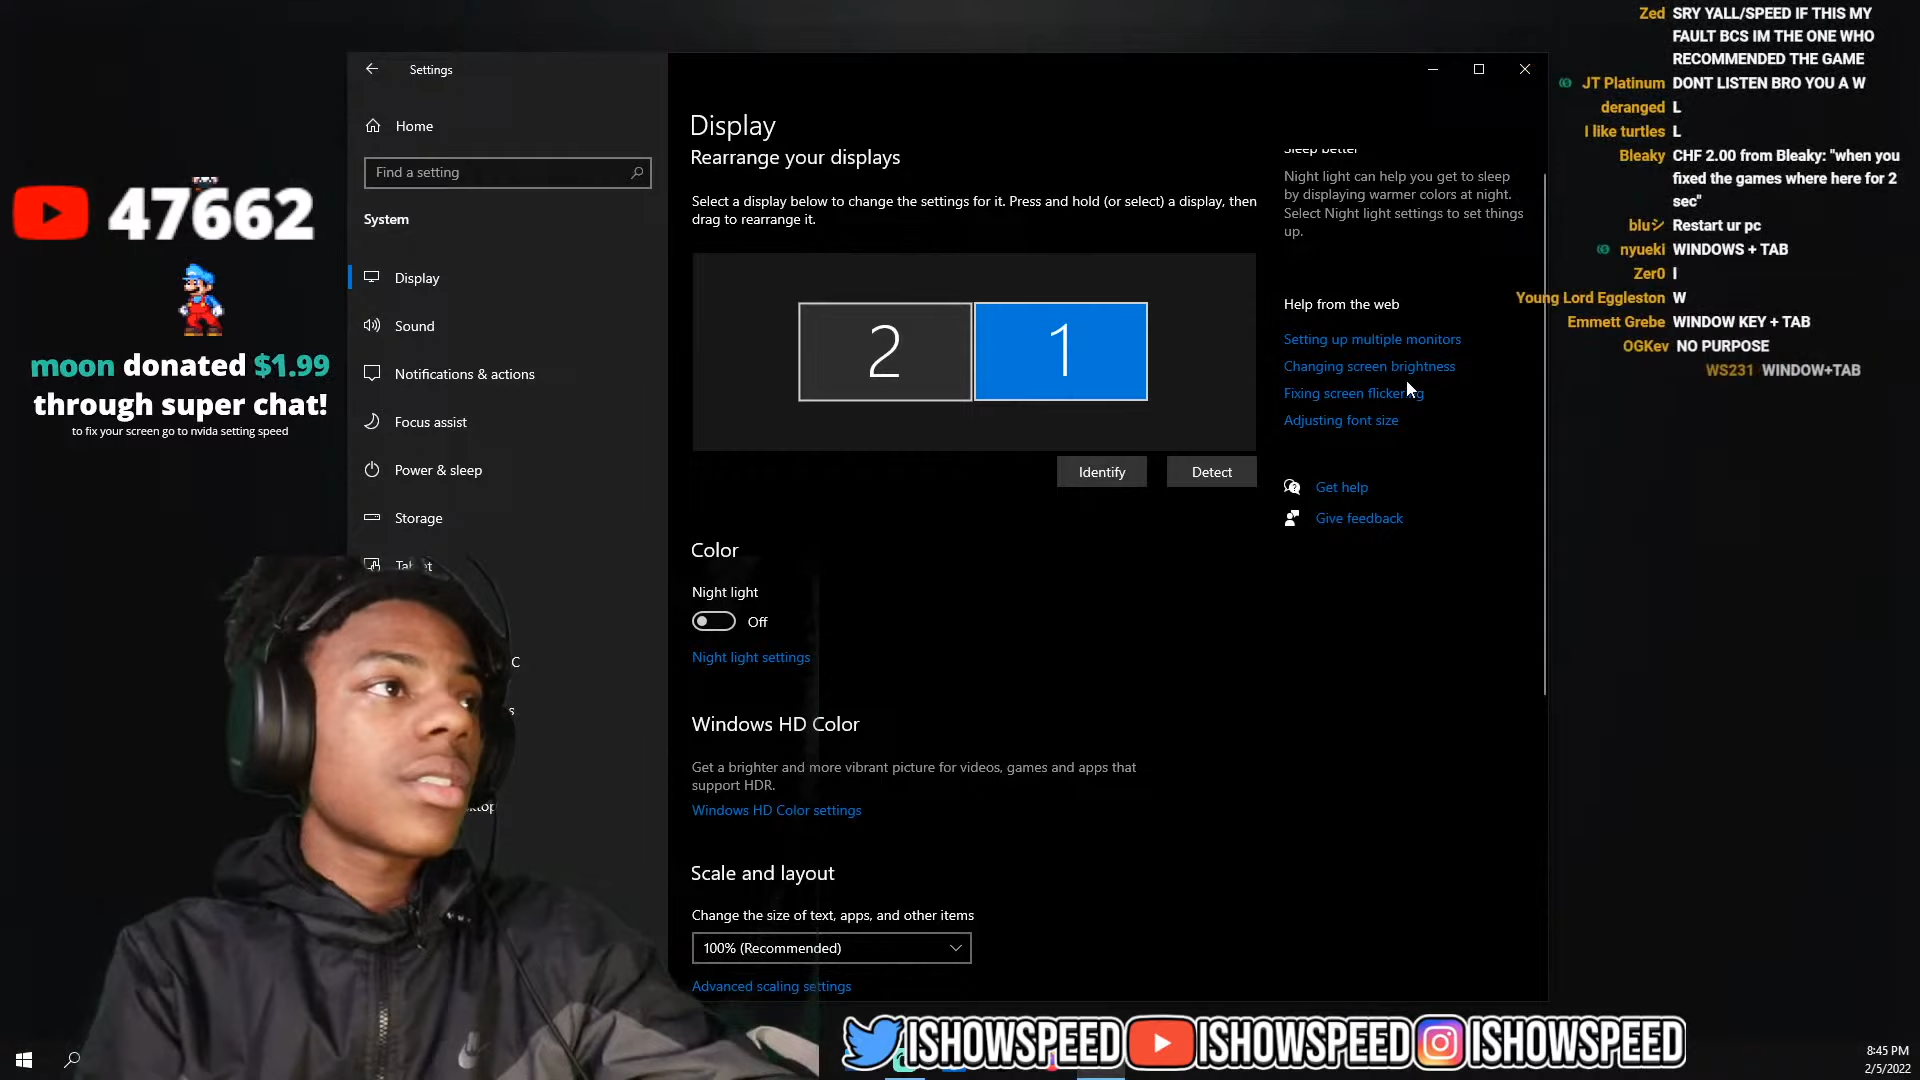 Settings
Home
Find a setting
System
Display
Sound
Notifications & actions
Focus assist
Power & sleep
Storage
Tablet
C
s
ktop
Display
Rearrange your displays
Select a display below to change the settings for it. Press and hold (or select) a display, then
drag to rearrange it.
2
1
Identify
Detect
Color
Night light
Off
Night light settings
Windows HD Color
Get a brighter and more vibrant picture for videos, games and apps that
support HDR.
Windows HD Color settings
Scale and layout
Change the size of text, apps, and other items
100% (Recommended)
Advanced scaling settings
Sleep better
Night light can help you get to sleep
by displaying warmer colors at night.
Select Night light settings to set things
up.
Help from the web
Setting up multiple monitors
Changing screen brightness
Fixing screen flickering
Adjusting font size
Get help
Give feedback
47662
moon donated $1.99
through super chat!
to fix your screen go to nvida setting speed
Zed SRY YALL/SPEED IF THIS MY
FAULT BCS IM THE ONE WHO
RECOMMENDED THE GAME
JT Platinum DONT LISTEN BRO YOU A W
deranged L
I like turtles L
Bleaky CHF 2.00 from Bleaky: "when you
fixed the games where here for 2
sec"
bluシ Restart ur pc
nyueki WINDOWS + TAB
Zer0 I
Young Lord Eggleston W
Emmett Grebe WINDOW KEY + TAB
OGKev NO PURPOSE
WS231 WINDOW+TAB
ISHOWSPEED ISHOWSPEED ISHOWSPEED
8:45 PM
2/5/2022